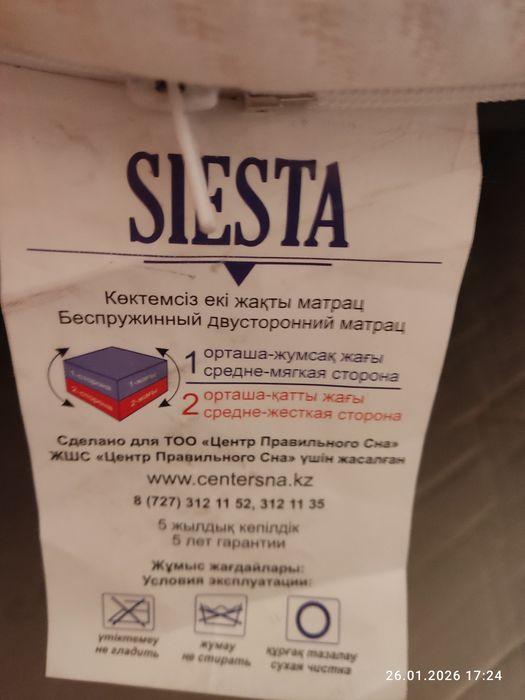 SIESTA
Көктемсіз екі жақты матрац
Беспружинный двусторонний матрац
1-сторона 1-жағы
2-сторона 2-жағы
1 орташа-жумсақ жағы
средне-мягкая сторона
2 орташа-қатты жағы
средне-жесткая сторона
Сделано для ТОО «Центр Правильного Сна»
ЖШС «Центр Правильного Сна» үшін жасалған
www.centersna.kz
8 (727) 312 11 52, 312 11 35
5 жылдық кепілдік
5 лет гарантии
Жұмыс жағдайлары:
Условия эксплуатации:
үтіктемеу
не гладить
жумау
не стирать
құрғақ тазалау
сухая чистка
26.01.2026 17:24